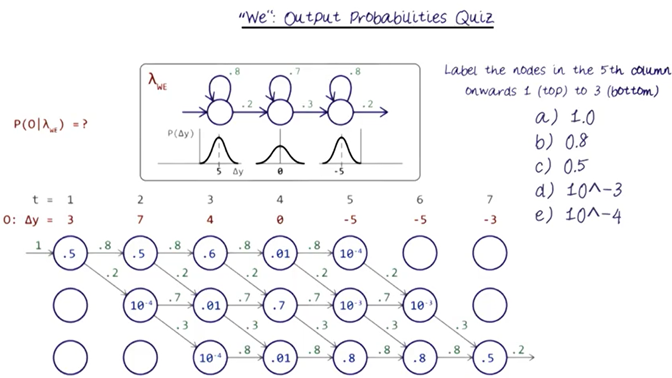 "We": Output Probabilities Quiz
λWE
.8 .7 .8
.2 .3 .2
P(Δy)
5 Δy 0 -5
P(O|λWE) = ?
Label the nodes in the 5th column
onwards 1 (top) to 3 (bottom)
a) 1.0
b) 0.8
c) 0.5
d) 10^-3
e) 10^-4
t = 1 2 3 4 5 6 7
O: Δy = 3 7 4 0 -5 -5 -3
1 .5 .8 .5 .8 .6 .8 .01 .8 10⁻⁴
.2 .2 .2 .2 .2
10⁻⁴ .7 .01 .7 .7 .7 10⁻³ .7 10⁻³
.3 .3 .3 .3 .3
10⁻⁴ .8 .01 .8 .8 .8 .8 .8 .5 .2